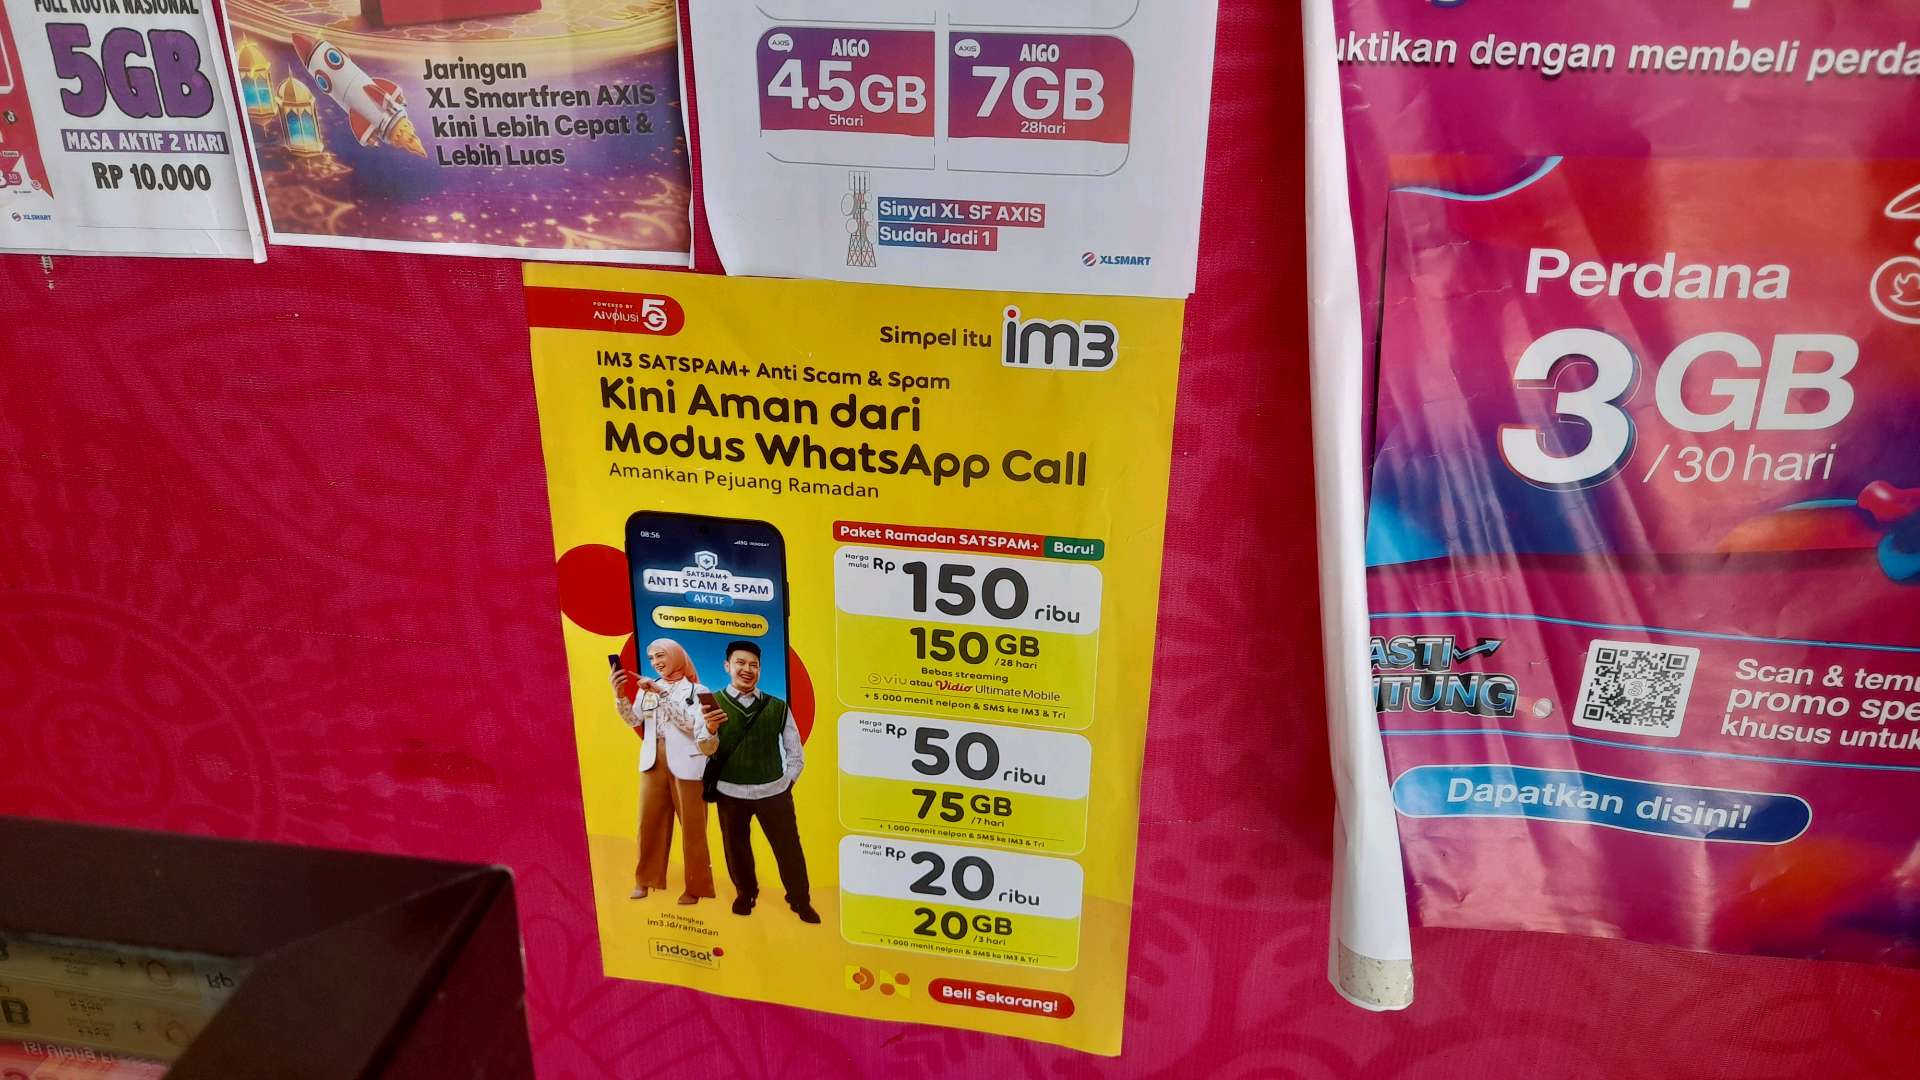 FULL KUOTA NASIONAL
5GB
MASA AKTIF 2 HARI
RP 10.000
XLSMART
Jaringan
XL Smartfren AXIS
kini Lebih Cepat &
Lebih Luas
AXIS
AIGO
4.5GB
5hari
AXIS
AIGO
7GB
28hari
Sinyal XL SF AXIS
Sudah Jadi 1
XLSMART
POWERED BY
AIvolusi 5G
Simpel itu im3
IM3 SATSPAM+ Anti Scam & Spam
Kini Aman dari
Modus WhatsApp Call
Amankan Pejuang Ramadan
08:56
5G INDOSAT
SATSPAM+
ANTI SCAM & SPAM
AKTIF
Tanpa Biaya Tambahan
Paket Ramadan SATSPAM+ Baru!
Harga mulai Rp 150 ribu
150 GB /28 hari
Bebas streaming
viu atau Vidio Ultimate Mobile
+ 5.000 menit nelpon & SMS ke IM3 & Tri
Harga mulai Rp 50 ribu
75 GB /7 hari
+ 1.000 menit nelpon & SMS ke IM3 & Tri
Harga mulai Rp 20 ribu
20 GB /3 hari
+ 1.000 menit nelpon & SMS ke IM3 & Tri
Info lengkap
im3.id/ramadan
indosat
Beli Sekarang!
uktikan dengan membeli perda
Perdana
3GB
/30 hari
ASTI
NTUNG
3
Scan & temu
promo spe
khusus untuk
Dapatkan disini!
Rp